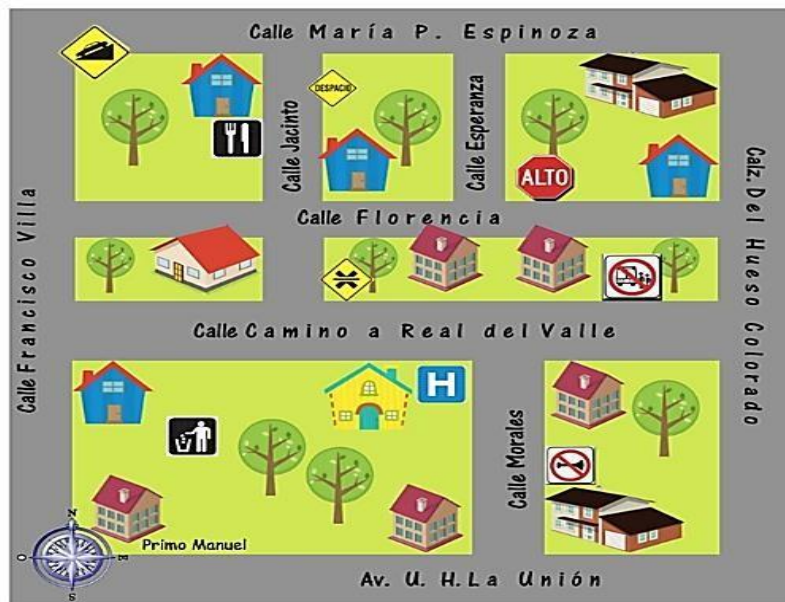 Calle María P. Espinoza
DESPACIO
Calle Jacinto
Calle Esperanza
ALTO
Calle Francisco Villa
Calz. Del Hueso Colorado
Calle Florencia
Calle Camino a Real del Valle
H
Calle Morales
Primo Manuel
N
O
E
S
Av. U. H. La Unión